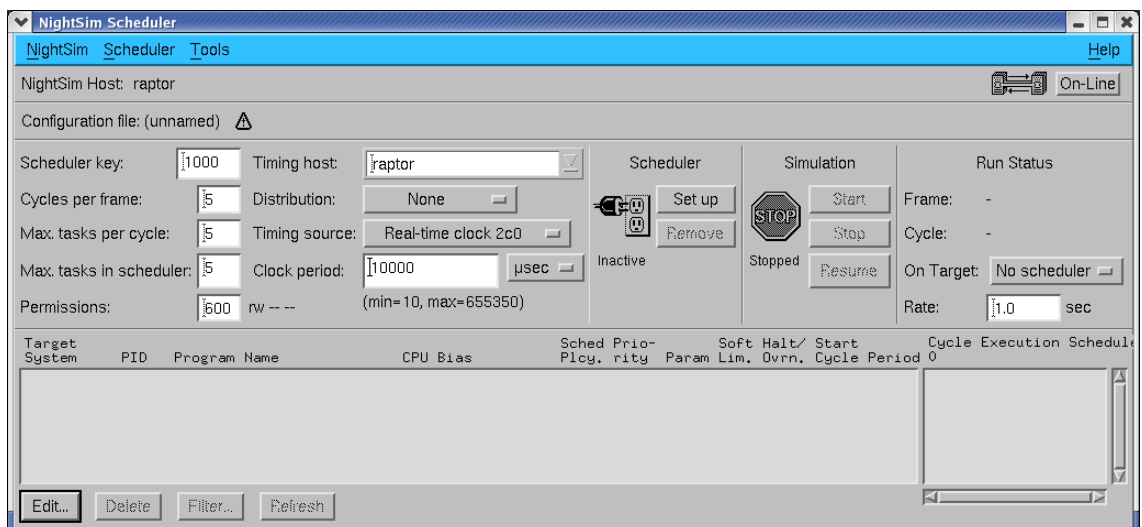 NightSim Scheduler
NightSim Scheduler Tools Help
NightSim Host: raptor On-Line
Configuration file: (unnamed)
Scheduler key: 1000 Timing host: raptor Scheduler Simulation Run Status
Cycles per frame: 5 Distribution: None Set up STOP Start Frame: -
Max. tasks per cycle: 5 Timing source: Real-time clock 2c0 Remove Stop Cycle: -
Max. tasks in scheduler: 5 Clock period: 10000 µsec Inactive Stopped Resume On Target: No scheduler
Permissions: 600 rw -- -- (min=10, max=655350) Rate: 1.0 sec
Target Sched Prio- Soft Halt/ Start Cycle Execution Schedule
System PID Program Name CPU Bias Plcy. rity Param Lim. Ovrn. Cycle Period 0
Edit... Delete Filter... Refresh